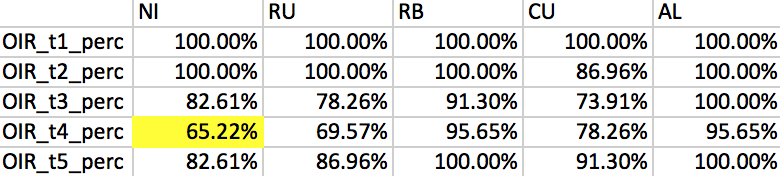 NI RU RB CU AL
OIR_t1_perc 100.00% 100.00% 100.00% 100.00% 100.00%
OIR_t2_perc 100.00% 100.00% 100.00% 86.96% 100.00%
OIR_t3_perc 82.61% 78.26% 91.30% 73.91% 100.00%
OIR_t4_perc 65.22% 69.57% 95.65% 78.26% 95.65%
OIR_t5_perc 82.61% 86.96% 100.00% 91.30% 100.00%